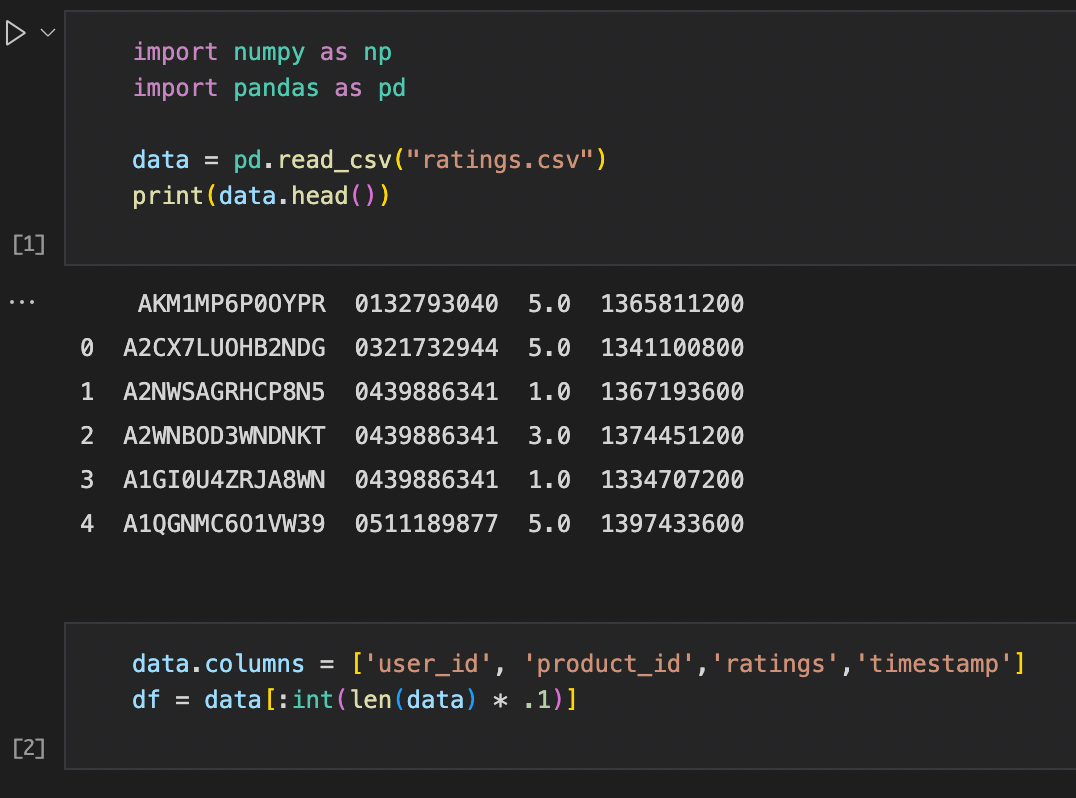 import numpy as np
import pandas as pd
data = pd.read_csv("ratings.csv")
print(data.head())
[1]
...
AKM1MP6P0OYPR 0132793040 5.0 1365811200
0 A2CX7LUOHB2NDG 0321732944 5.0 1341100800
1 A2NWSAGRHCP8N5 0439886341 1.0 1367193600
2 A2WNBOD3WNDNKT 0439886341 3.0 1374451200
3 A1GI0U4ZRJA8WN 0439886341 1.0 1334707200
4 A1QGNMC6O1VW39 0511189877 5.0 1397433600
data.columns = ['user_id', 'product_id','ratings','timestamp']
df = data[:int(len(data) * .1)]
[2]